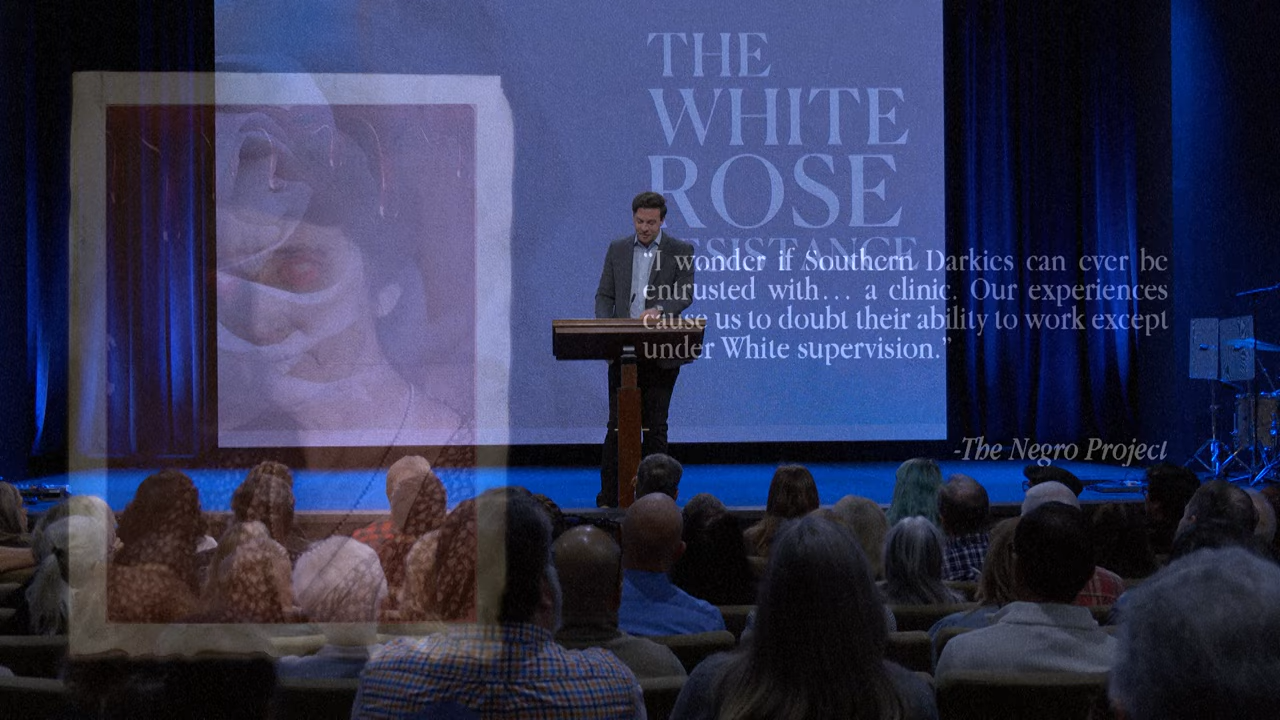 THE
WHITE
ROSE
RESISTANCE
"I wonder if Southern Darkies can ever be
entrusted with... a clinic. Our experiences
cause us to doubt their ability to work except
under White supervision."
-The Negro Project